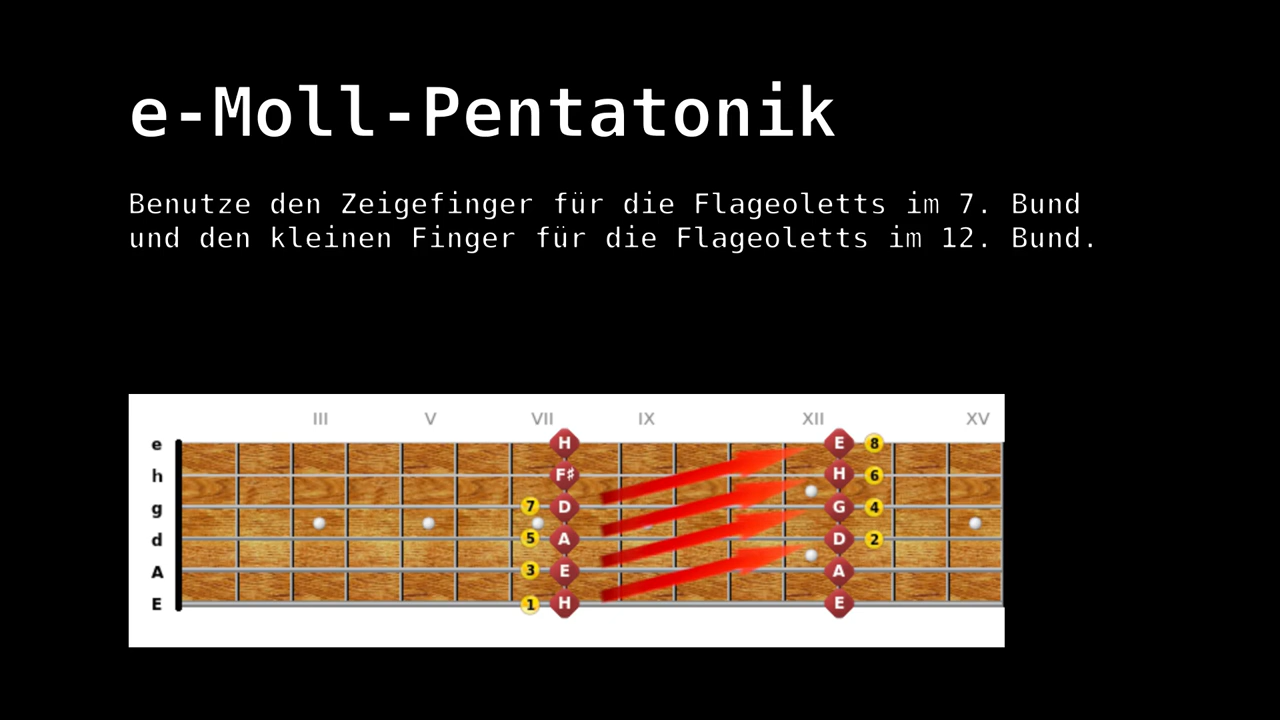 e-Moll-Pentatonik
Benutze den Zeigefinger für die Flageoletts im 7. Bund
und den kleinen Finger für die Flageoletts im 12. Bund.
III V VII IX XII XV
e H E 8
h F♯ H 6
g 7 D G 4
d 5 A D 2
A 3 E A
E 1 H E